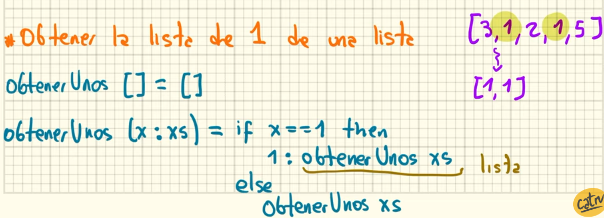 * Obtener la lista de 1 de una lista
[3,1,2,1,5]
[1,1]
obtenerUnos [] = []
obtenerUnos (x:xs) = if x==1 then
1: obtenerUnos xs
lista
else
obtenerUnos xs